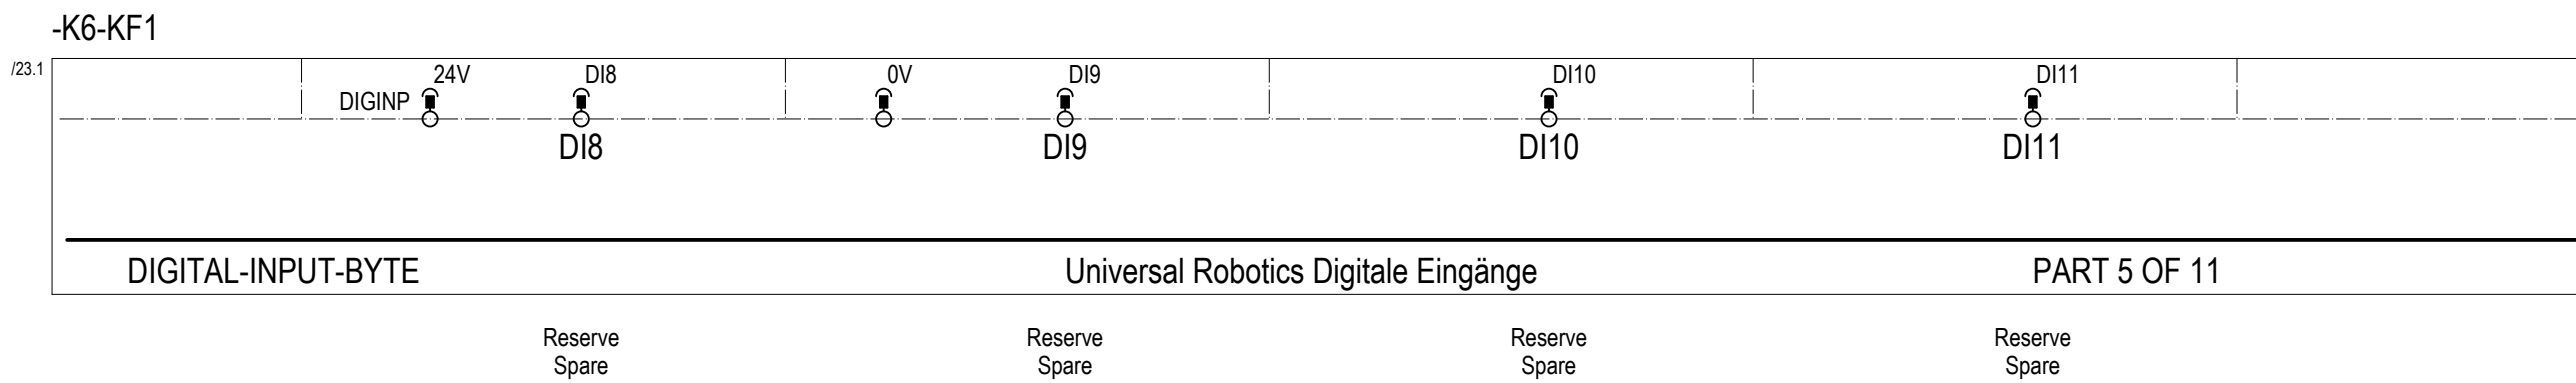 -K6-KF1
/23.1
24V DI8 0V DI9 DI10 DI11
DIGINP
DI8 DI9 DI10 DI11
DIGITAL-INPUT-BYTE Universal Robotics Digitale Eingänge PART 5 OF 11
Reserve Reserve Reserve Reserve
Spare Spare Spare Spare